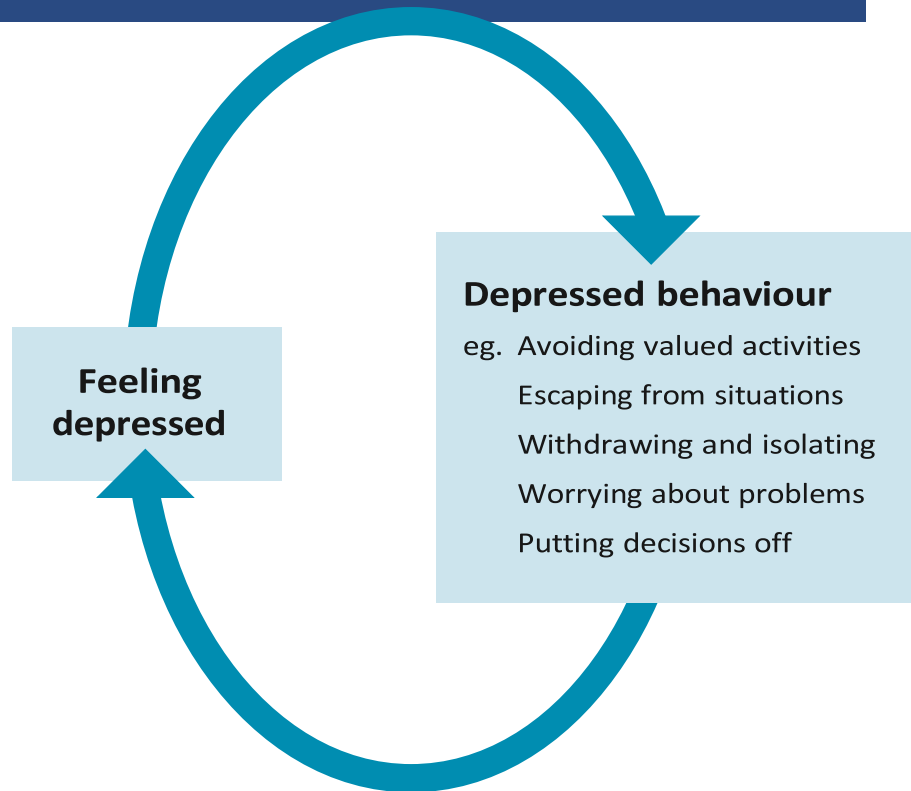 Feeling
depressed
Depressed behaviour
eg. Avoiding valued activities
Escaping from situations
Withdrawing and isolating
Worrying about problems
Putting decisions off